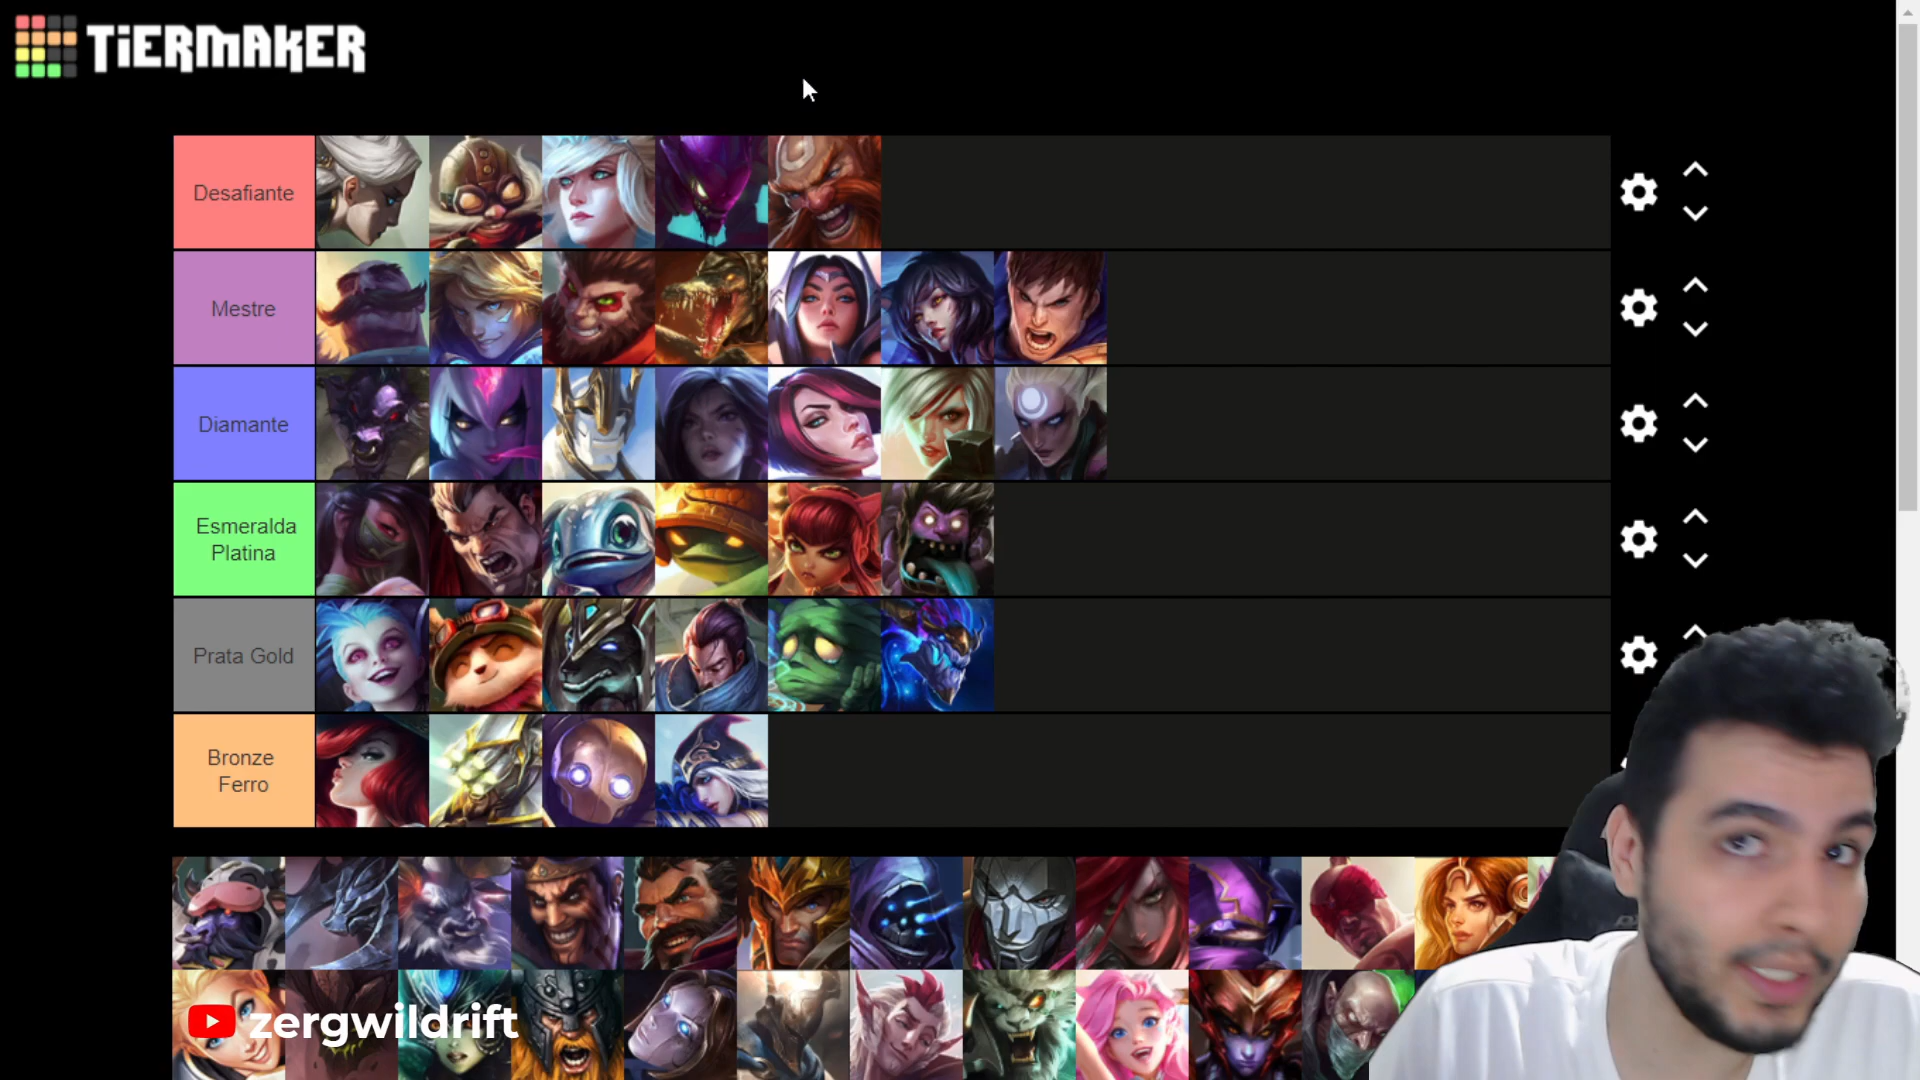 TiERMAKER
Desafiante
Mestre
Diamante
Esmeralda
Platina
Prata Gold
Bronze
Ferro
zergwildrift